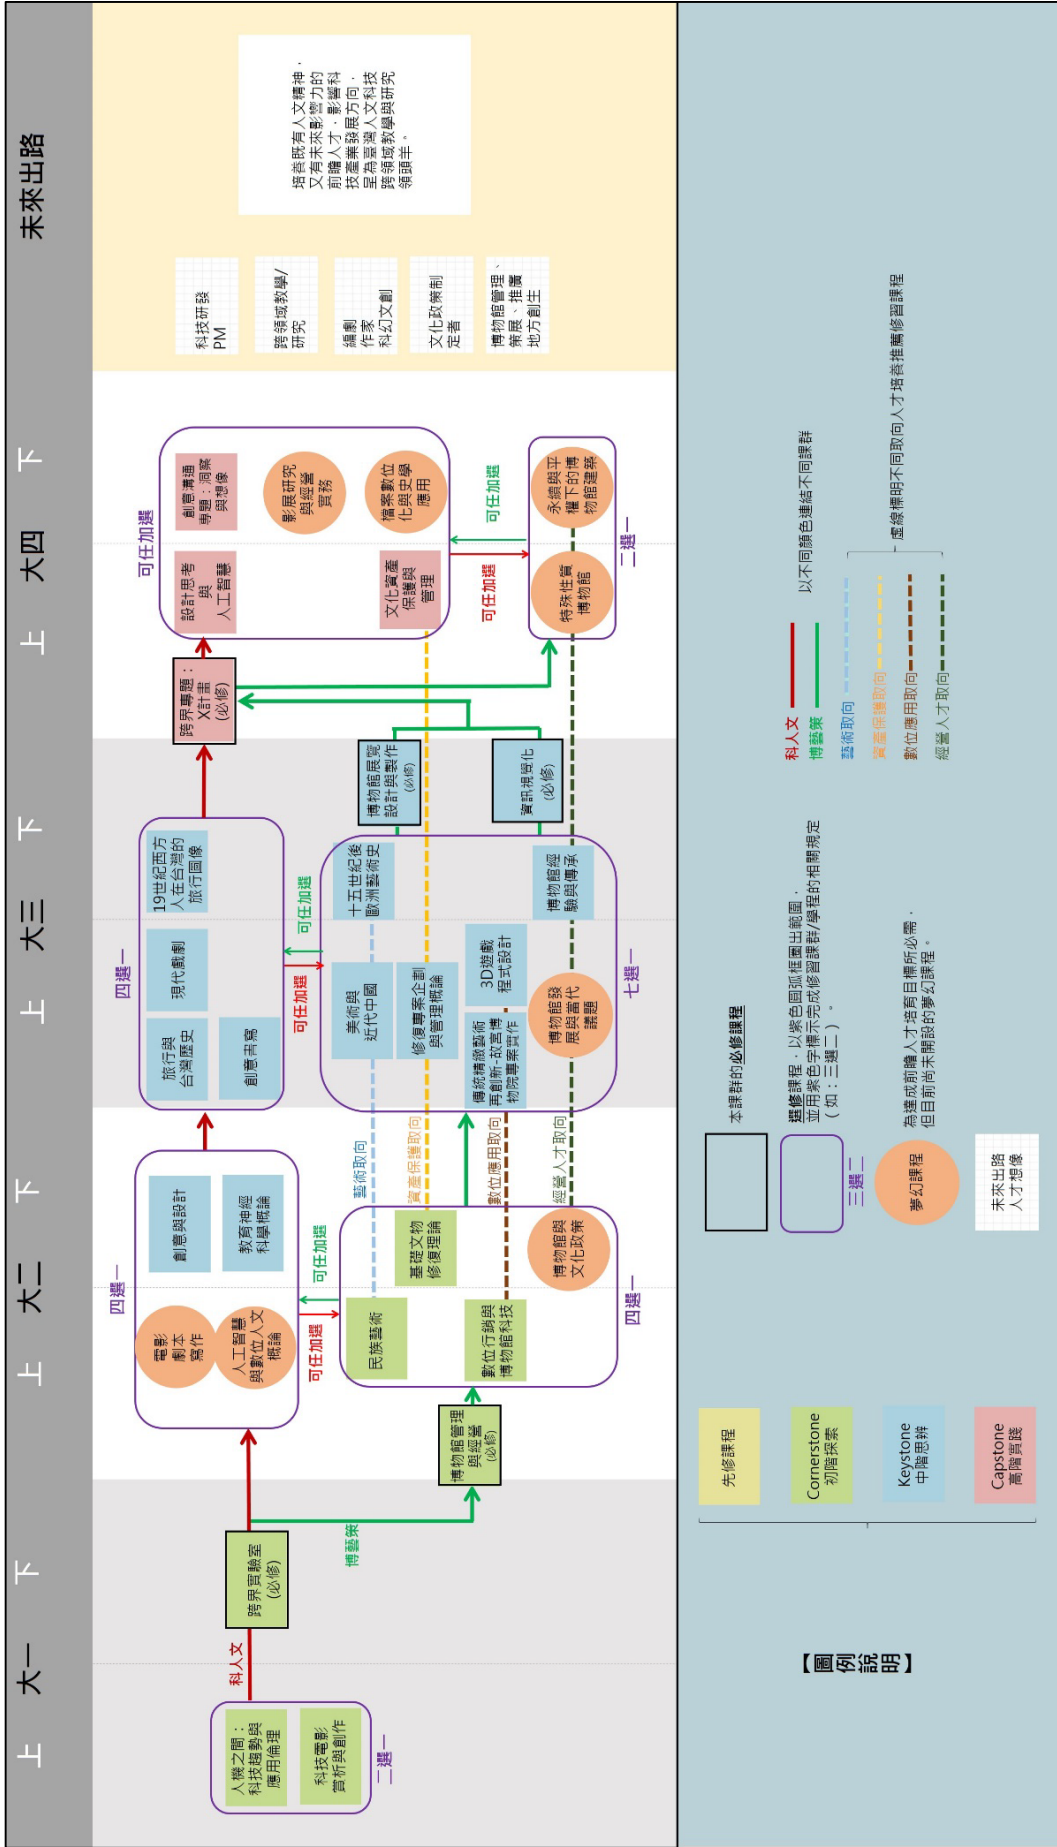 上
大一
下
上
大二
下
上
大三
下
上
大四
下
未來出路
人機之間：
科技趨勢與
應用倫理
科技電影
賞析與創作
二選一
科人文
跨界實驗室
(必修)
博藝策
博物館管理
與經營
(必修)
四選一
電影
劇本
寫作
人工智慧
與數位人文
概論
創意與設計
教育神經
科學概論
可任加選
可任加選
民族藝術
基礎文物
修復理論
數位行銷與
博物館科技
博物館與
文化政策
四選一
藝術取向
資產保護取向
數位應用取向
經營人才取向
四選一
旅行與
台灣歷史
創意書寫
現代戲劇
19世紀西方
人在台灣的
旅行圖像
可任加選
可任加選
美術與
近代中國
修復專案企劃
與管理概論
傳統精緻藝術
再創新-故宮博
物院專案實作
3D遊戲
程式設計
博物館發
展與當代
議題
十五世紀後
歐洲藝術史
博物館經
驗與傳承
七選一
博物館展覽
設計與製作
(必修)
資訊視覺化
(必修)
跨界專題：
X計畫
(必修)
可任加選
設計思考
與
人工智慧
創意溝通
專題：洞察
與想像
影展研究
與經營
實務
檔案數位
化與史學
應用
文化資產
保護與
管理
可任加選
可任加選
特殊性質
博物館
永續與平
權下的博
物館建築
二選一
科技研發
PM
跨領域教學/
研究
編劇
作家
科幻文創
文化政策制
定者
博物館管理、
策展、推廣
地方創生
培養既有人文精神，
又有未來影響力的
前瞻人才，影響科
技產業發展方向，
呈為臺灣人文科技
跨領域教學與研究
領頭羊。
【圖例說明】
先修課程
Cornerstone
初階探索
Keystone
中階思辨
Capstone
高階實踐
本課群的必修課程
三選二
選修課程，以紫色圓弧框圈出範圍，
並用紫色字標示完成修習課群/學程的相關規定
（如：三選二）。
夢幻課程
為達成前瞻人才培育目標所必需，
但目前尚未開設的夢幻課程。
未來出路
人才想像
科人文
博藝策
以不同顏色連結不同課群
藝術取向
資產保護取向
數位應用取向
經營人才取向
虛線標明不同取向人才培養推薦修習課程